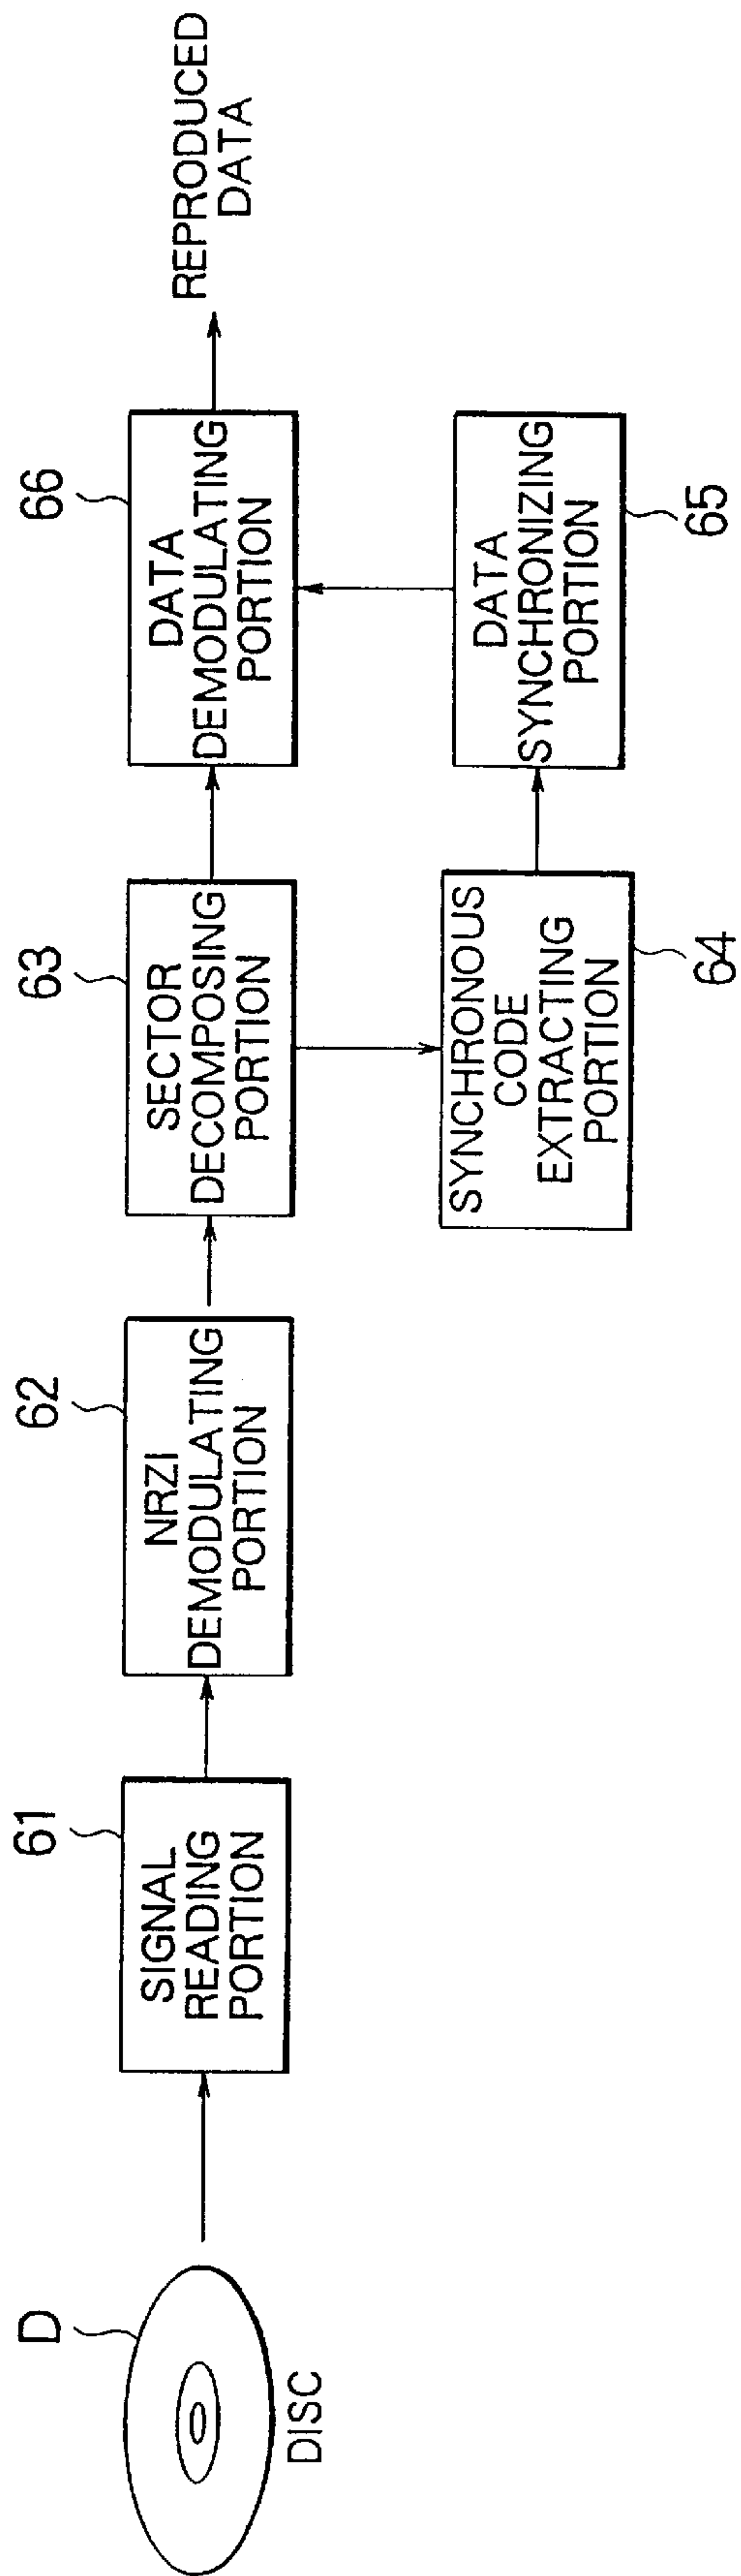 D
DISC
61
SIGNAL
READING
PORTION
62
NRZI
DEMODULATING
PORTION
63
SECTOR
DECOMPOSING
PORTION
66
DATA
DEMODULATING
PORTION
REPRODUCED
DATA
SYNCHRONOUS
CODE
EXTRACTING
PORTION
64
DATA
SYNCHRONIZING
PORTION
65